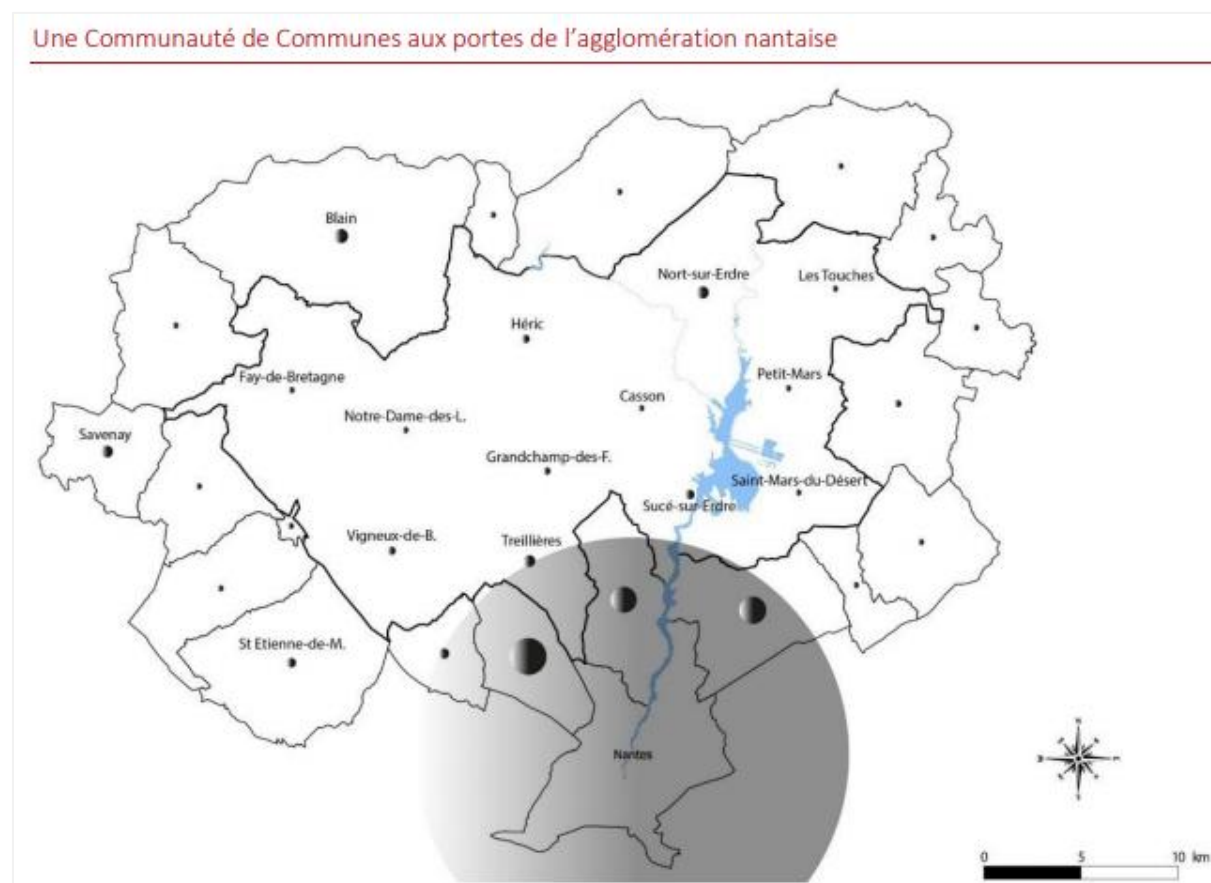 Une Communauté de Communes aux portes de l'agglomération nantaise
Blain
Nort-sur-Erdre
Les Touches
Héric
Fay-de-Bretagne
Petit-Mars
Casson
Notre-Dame-des-L.
Savenay
Grandchamp-des-F.
Saint-Mars-du-Désert
Sucé-sur-Erdre
Vigneux-de-B.
Treillières
St Etienne-de-M.
Nantes
0 5 10 km